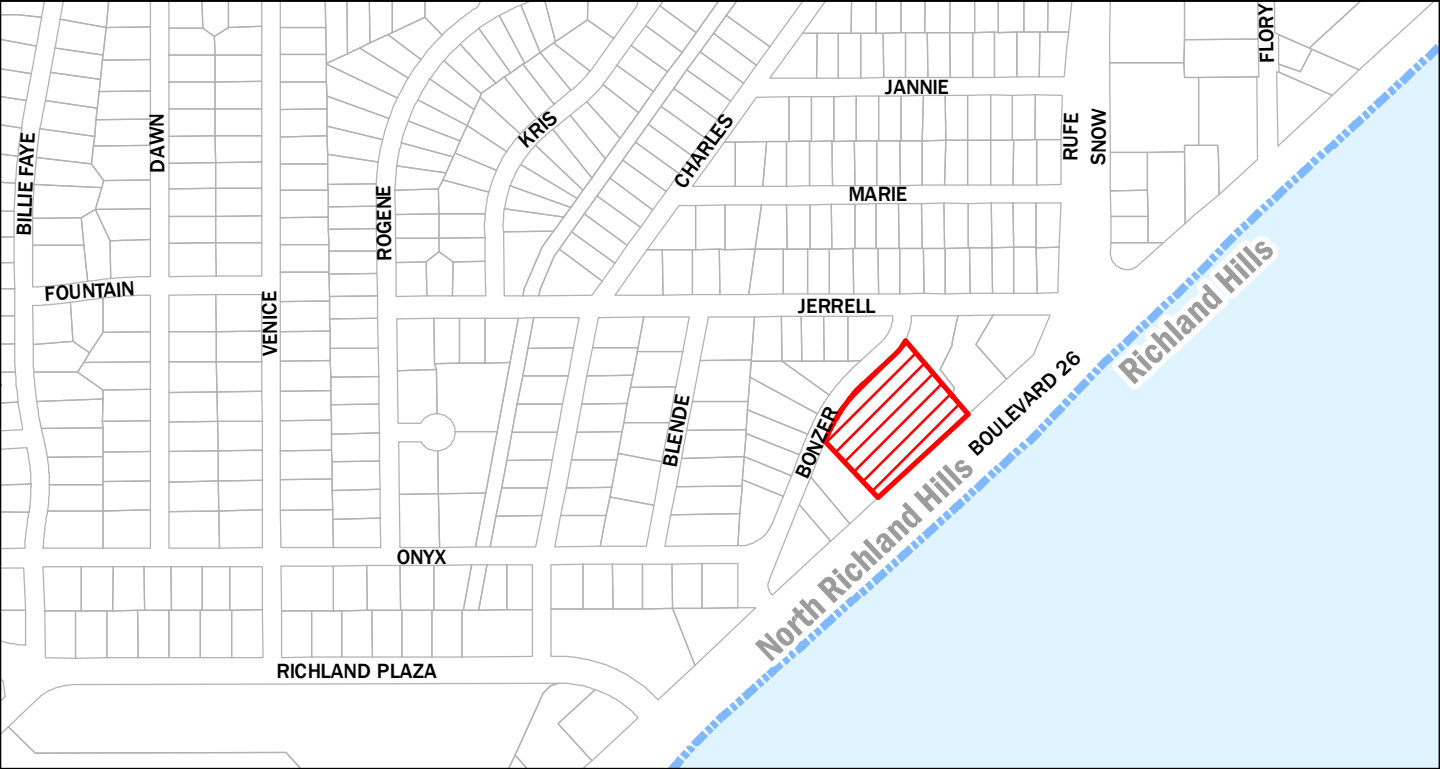 FLORY
JANNIE
RUFE
SNOW
DAWN
KRIS
CHARLES
BILLIE FAYE
MARIE
ROGENE
FOUNTAIN
VENICE
JERRELL
Richland Hills
BOULEVARD 26
BLENDE
BONZER
North Richland Hills
ONYX
RICHLAND PLAZA